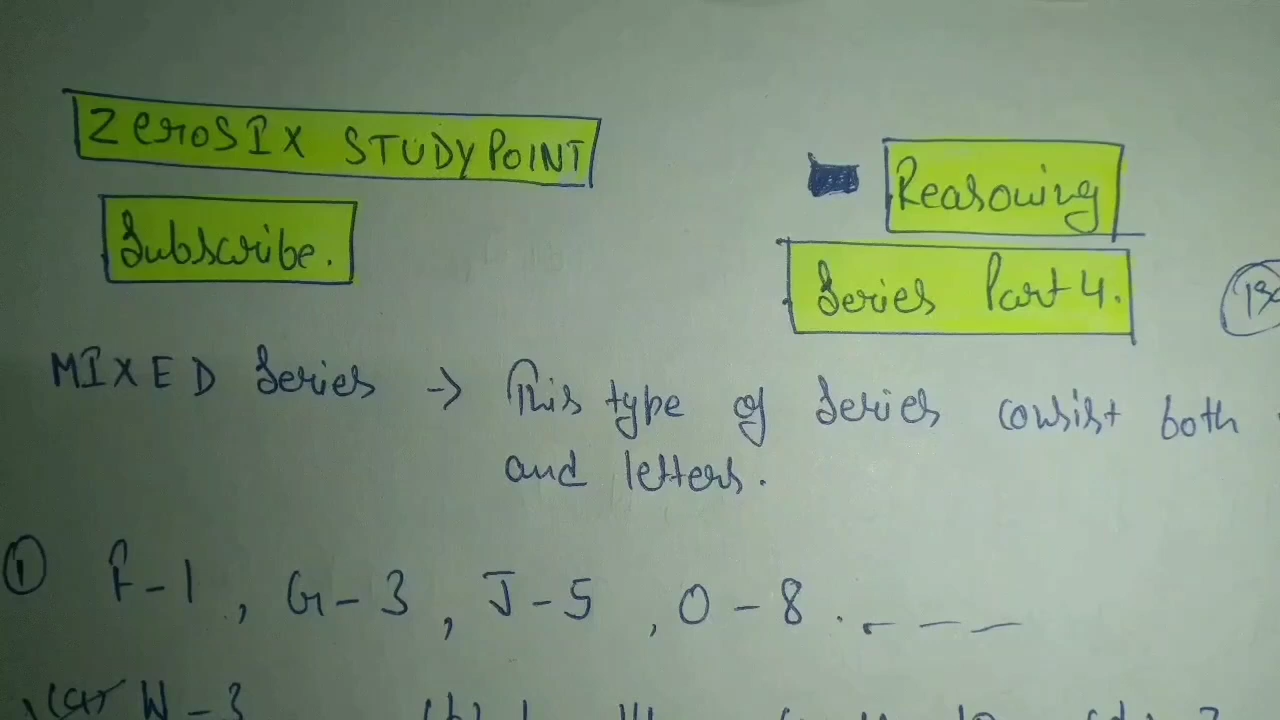 ZeroSIX STUDY POINT
Subscribe.
Reasoning
Series Part 4.
MIXED Series → This type of Series consist both
and letters.
① F-1, G-3, J-5, O-8. _ _ _
(a) W-3 (b)